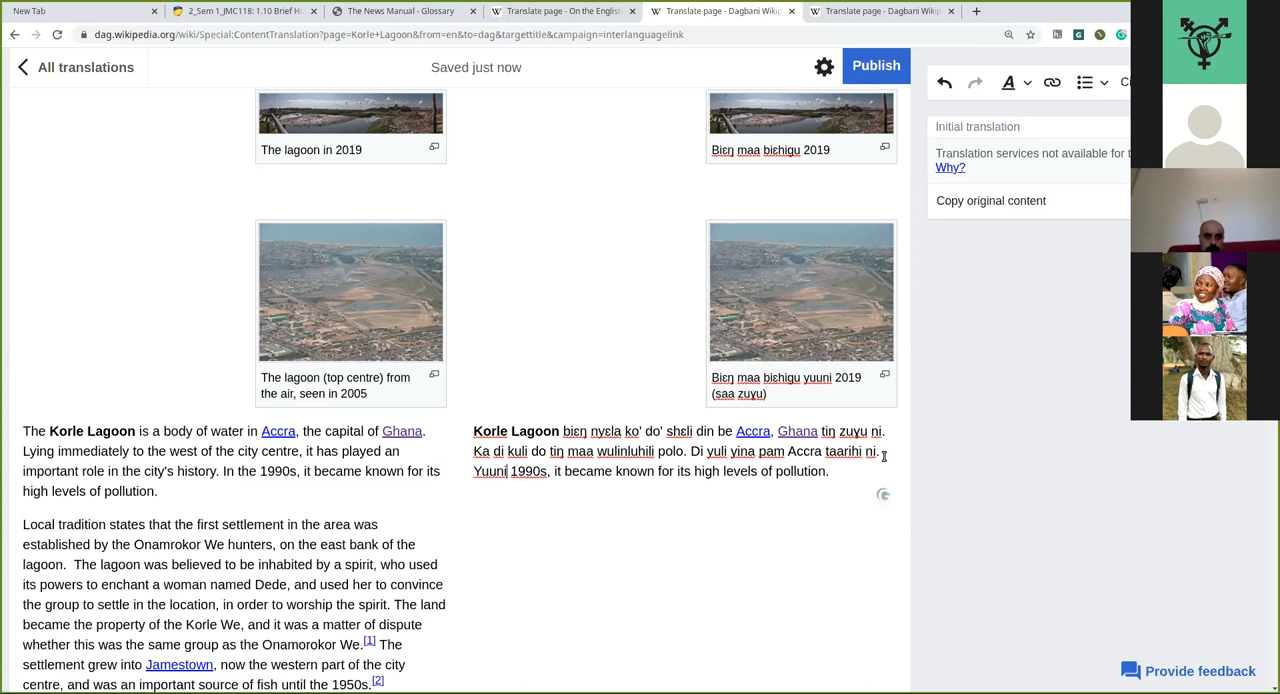 New Tab
2_Sem 1_JMC118: 1.10 Brief H
The News Manual - Glossary
Translate page - On the English
Translate page - Dagbani Wikip
Translate page - Dagbani Wikip
dag.wikipedia.org/wiki/Special:ContentTranslation?page=Korle+Lagoon&from=en&to=dag&targettitle&campaign=interlanguagelink
All translations
Saved just now
Publish
The lagoon in 2019
Biɛŋ maa biɛhigu 2019
Initial translation
Translation services not available for t
Why?
Copy original content
The lagoon (top centre) from
the air, seen in 2005
Biɛŋ maa biɛhigu yuuni 2019
(saa zuɣu)
The Korle Lagoon is a body of water in Accra, the capital of Ghana.
Lying immediately to the west of the city centre, it has played an
important role in the city's history. In the 1990s, it became known for its
high levels of pollution.
Korle Lagoon biɛŋ nyɛla ko' do' shɛli din be Accra, Ghana tiŋ zuɣu ni.
Ka di kuli do tiŋ maa wulinluhili polo. Di yuli yina pam Accra taarihi ni.
Yuuni 1990s, it became known for its high levels of pollution.
Local tradition states that the first settlement in the area was
established by the Onamrokor We hunters, on the east bank of the
lagoon. The lagoon was believed to be inhabited by a spirit, who used
its powers to enchant a woman named Dede, and used her to convince
the group to settle in the location, in order to worship the spirit. The land
became the property of the Korle We, and it was a matter of dispute
whether this was the same group as the Onamorokor We.[1] The
settlement grew into Jamestown, now the western part of the city
centre, and was an important source of fish until the 1950s.[2]
Provide feedback